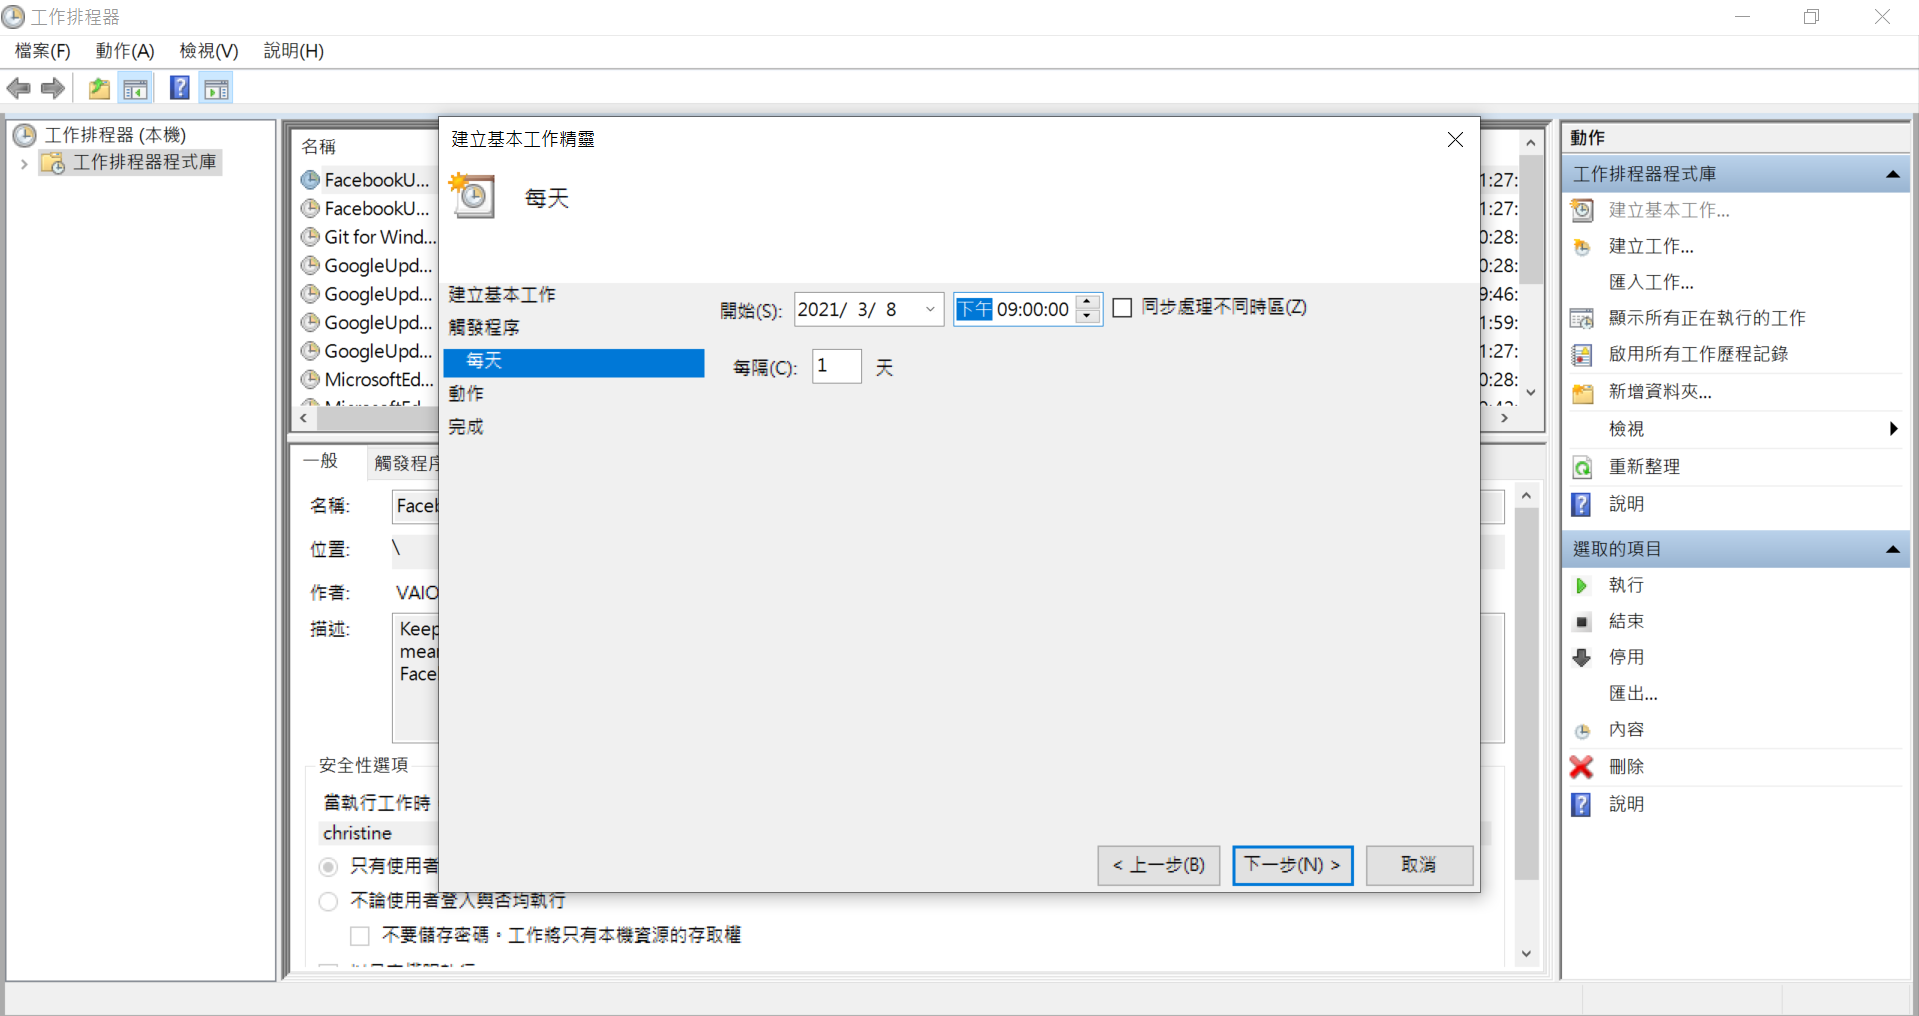 工作排程器
檔案(F) 動作(A) 檢視(V) 說明(H)
工作排程器 (本機)
工作排程器程式庫
名稱
FacebookU...
FacebookU...
Git for Wind...
GoogleUpd...
GoogleUpd...
GoogleUpd...
GoogleUpd...
MicrosoftEd...
1:27:
1:27:
0:28:
0:28:
9:46:
1:59:
1:27:
0:28:
一般 觸發程序
名稱: Faceb
位置: \
作者: VAIO
描述: Keep
mean
Face
安全性選項
當執行工作時
christine
只有使用者
不論使用者登入與否均執行
不要儲存密碼。工作將只有本機資源的存取權
建立基本工作精靈
每天
建立基本工作
觸發程序
每天
動作
完成
開始(S): 2021/ 3/ 8 下午 09:00:00 同步處理不同時區(Z)
每隔(C): 1 天
< 上一步(B) 下一步(N) > 取消
動作
工作排程器程式庫
建立基本工作...
建立工作...
匯入工作...
顯示所有正在執行的工作
啟用所有工作歷程記錄
新增資料夾...
檢視
重新整理
說明
選取的項目
執行
結束
停用
匯出...
內容
刪除
說明